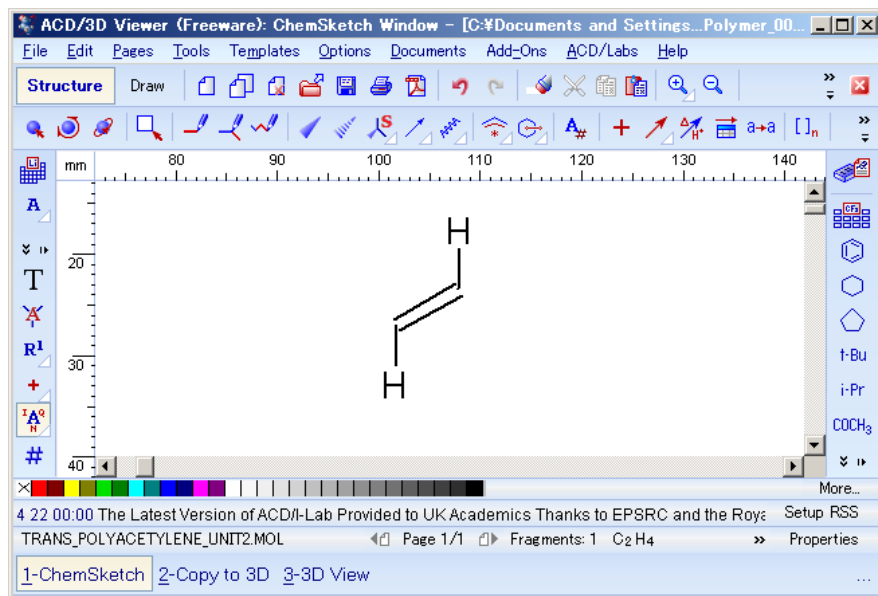 ACD/3D Viewer (Freeware): ChemSketch Window - [C:¥Documents and Settings...Polymer_00...
File Edit Pages Tools Templates Options Documents Add-Ons ACD/Labs Help
Structure Draw
S A# H+ a→a []n
mm 80 90 100 110 120 130 140
Li
A
CF3
20
T
H
R1
t-Bu
30
i-Pr
H
I A Q N
COCH3
#
40
More...
4 22 00:00 The Latest Version of ACD/I-Lab Provided to UK Academics Thanks to EPSRC and the Roya Setup RSS
TRANS_POLYACETYLENE_UNIT2.MOL Page 1/1 Fragments: 1 C2H4 Properties
1-ChemSketch 2-Copy to 3D 3-3D View ...